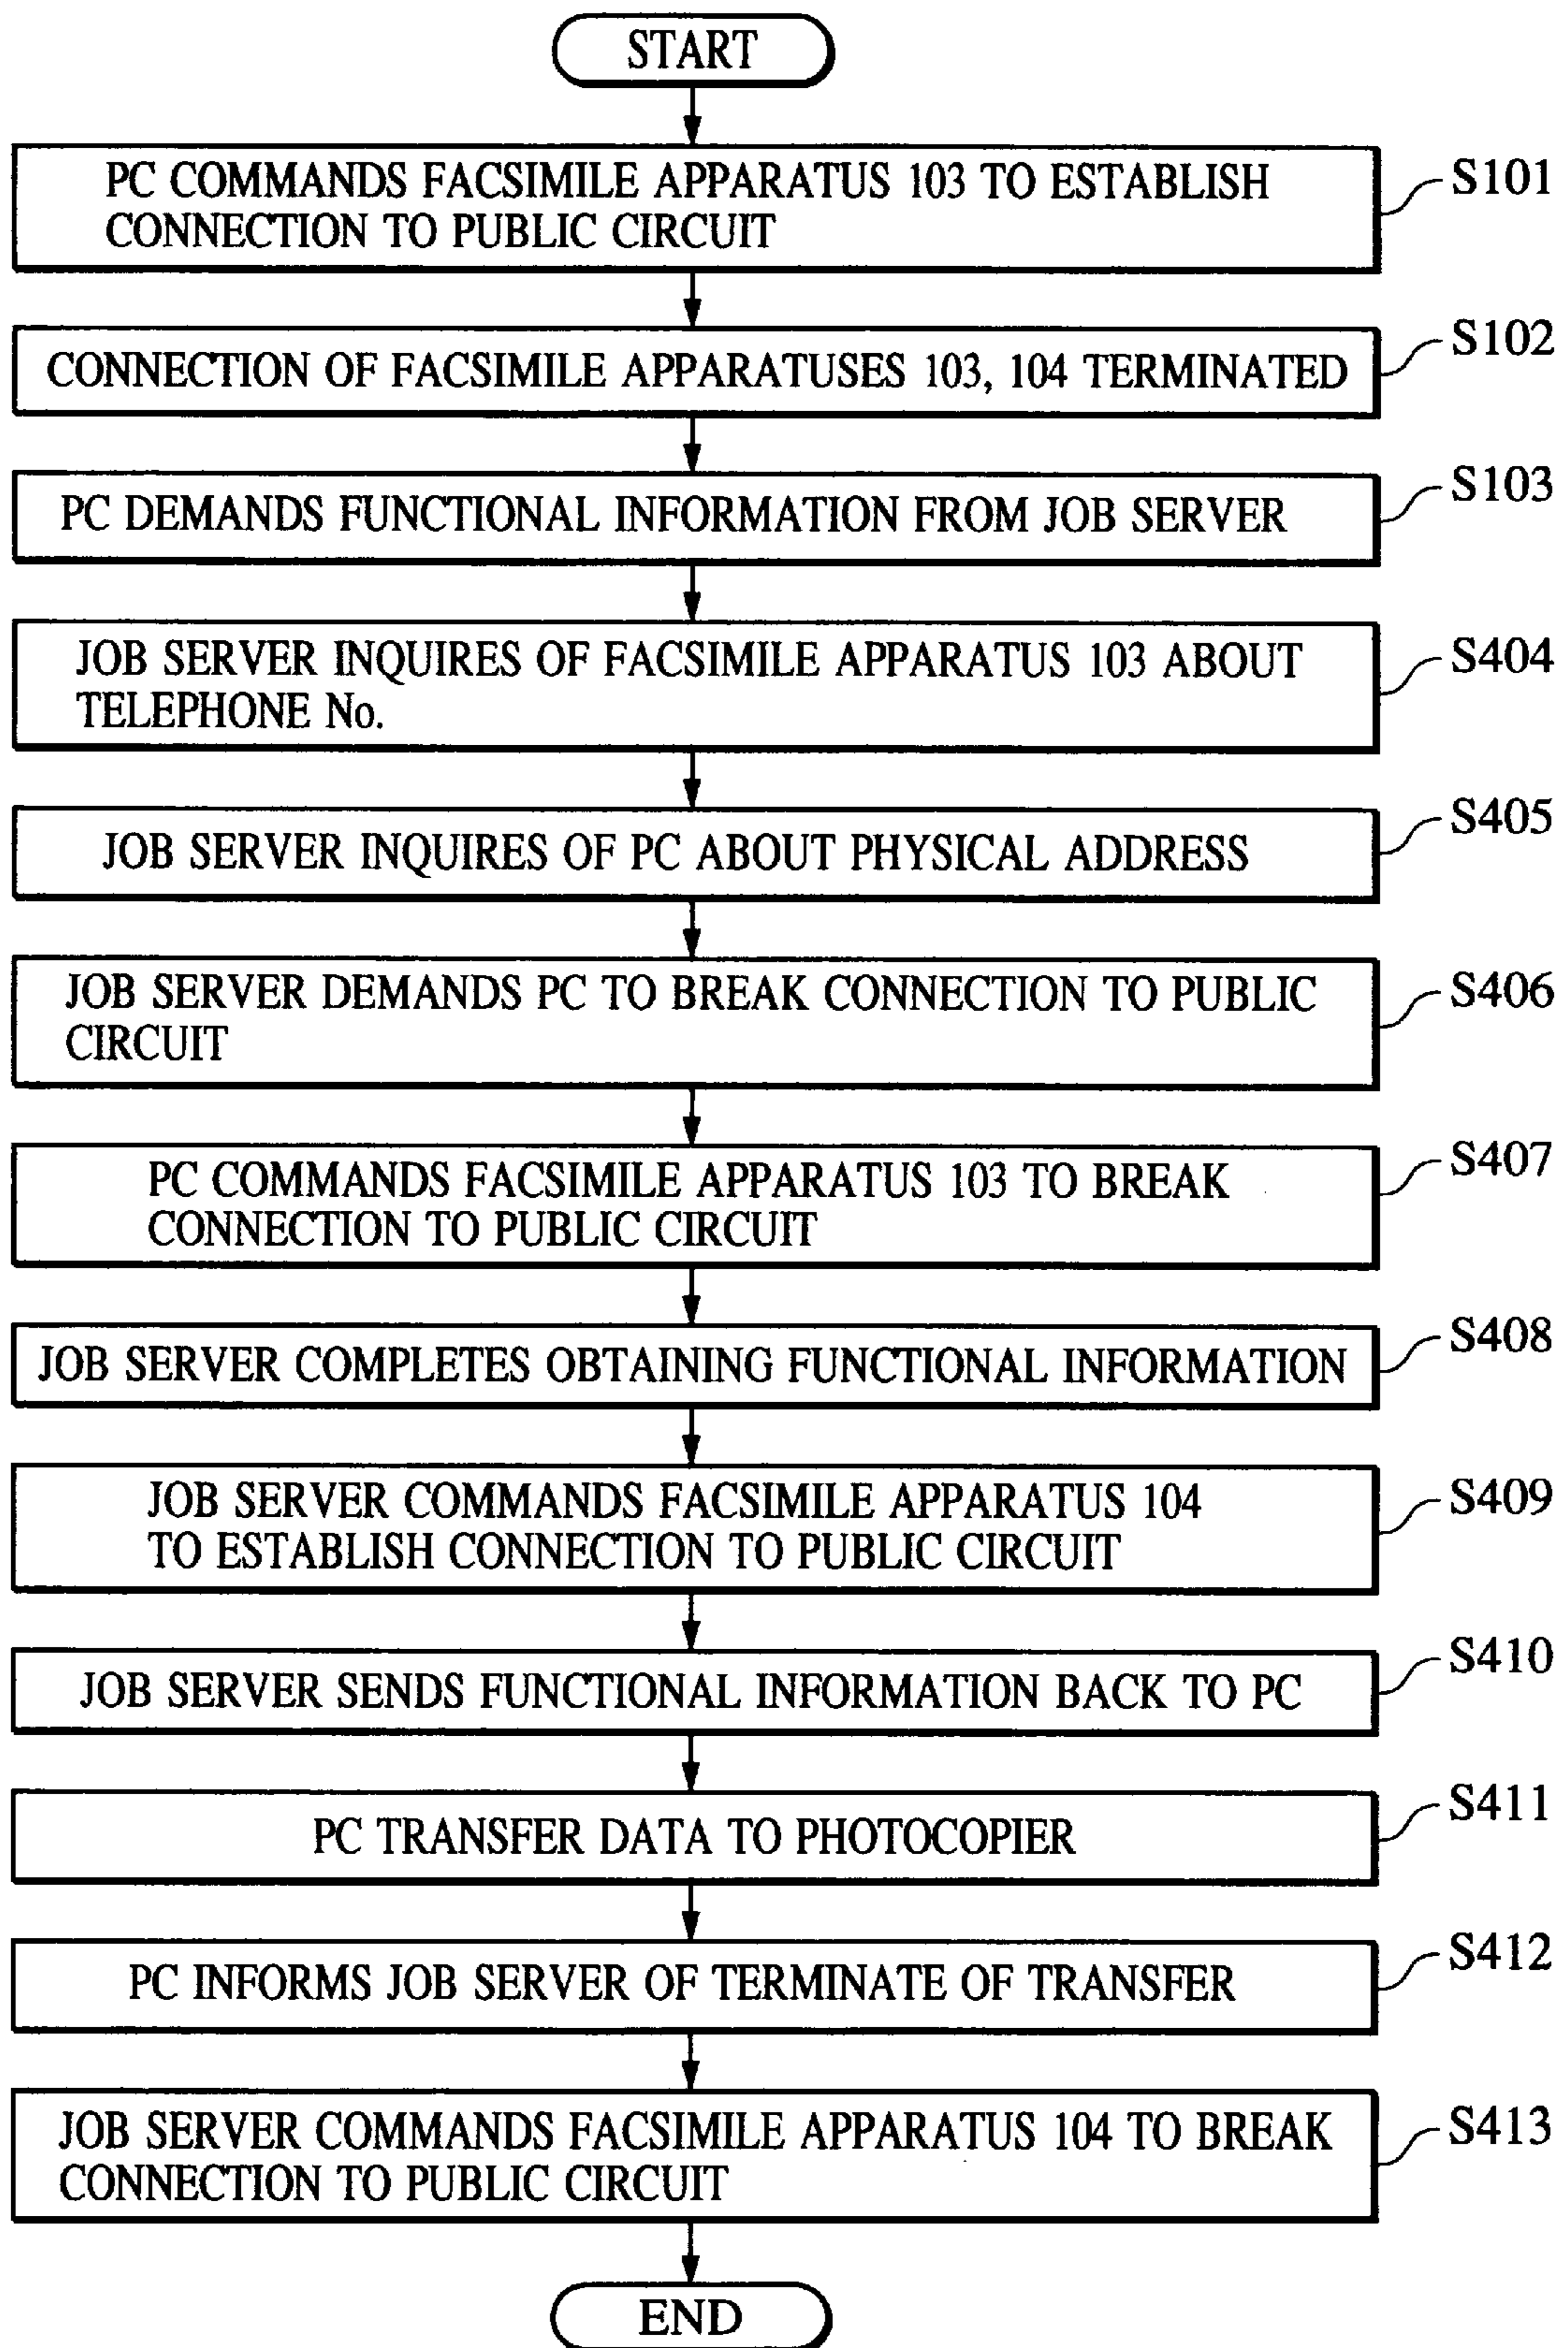 START
PC COMMANDS FACSIMILE APPARATUS 103 TO ESTABLISH
CONNECTION TO PUBLIC CIRCUIT
S101
CONNECTION OF FACSIMILE APPARATUSES 103, 104 TERMINATED
S102
PC DEMANDS FUNCTIONAL INFORMATION FROM JOB SERVER
S103
JOB SERVER INQUIRES OF FACSIMILE APPARATUS 103 ABOUT
TELEPHONE No.
S404
JOB SERVER INQUIRES OF PC ABOUT PHYSICAL ADDRESS
S405
JOB SERVER DEMANDS PC TO BREAK CONNECTION TO PUBLIC
CIRCUIT
S406
PC COMMANDS FACSIMILE APPARATUS 103 TO BREAK
CONNECTION TO PUBLIC CIRCUIT
S407
JOB SERVER COMPLETES OBTAINING FUNCTIONAL INFORMATION
S408
JOB SERVER COMMANDS FACSIMILE APPARATUS 104
TO ESTABLISH CONNECTION TO PUBLIC CIRCUIT
S409
JOB SERVER SENDS FUNCTIONAL INFORMATION BACK TO PC
S410
PC TRANSFER DATA TO PHOTOCOPIER
S411
PC INFORMS JOB SERVER OF TERMINATE OF TRANSFER
S412
JOB SERVER COMMANDS FACSIMILE APPARATUS 104 TO BREAK
CONNECTION TO PUBLIC CIRCUIT
S413
END